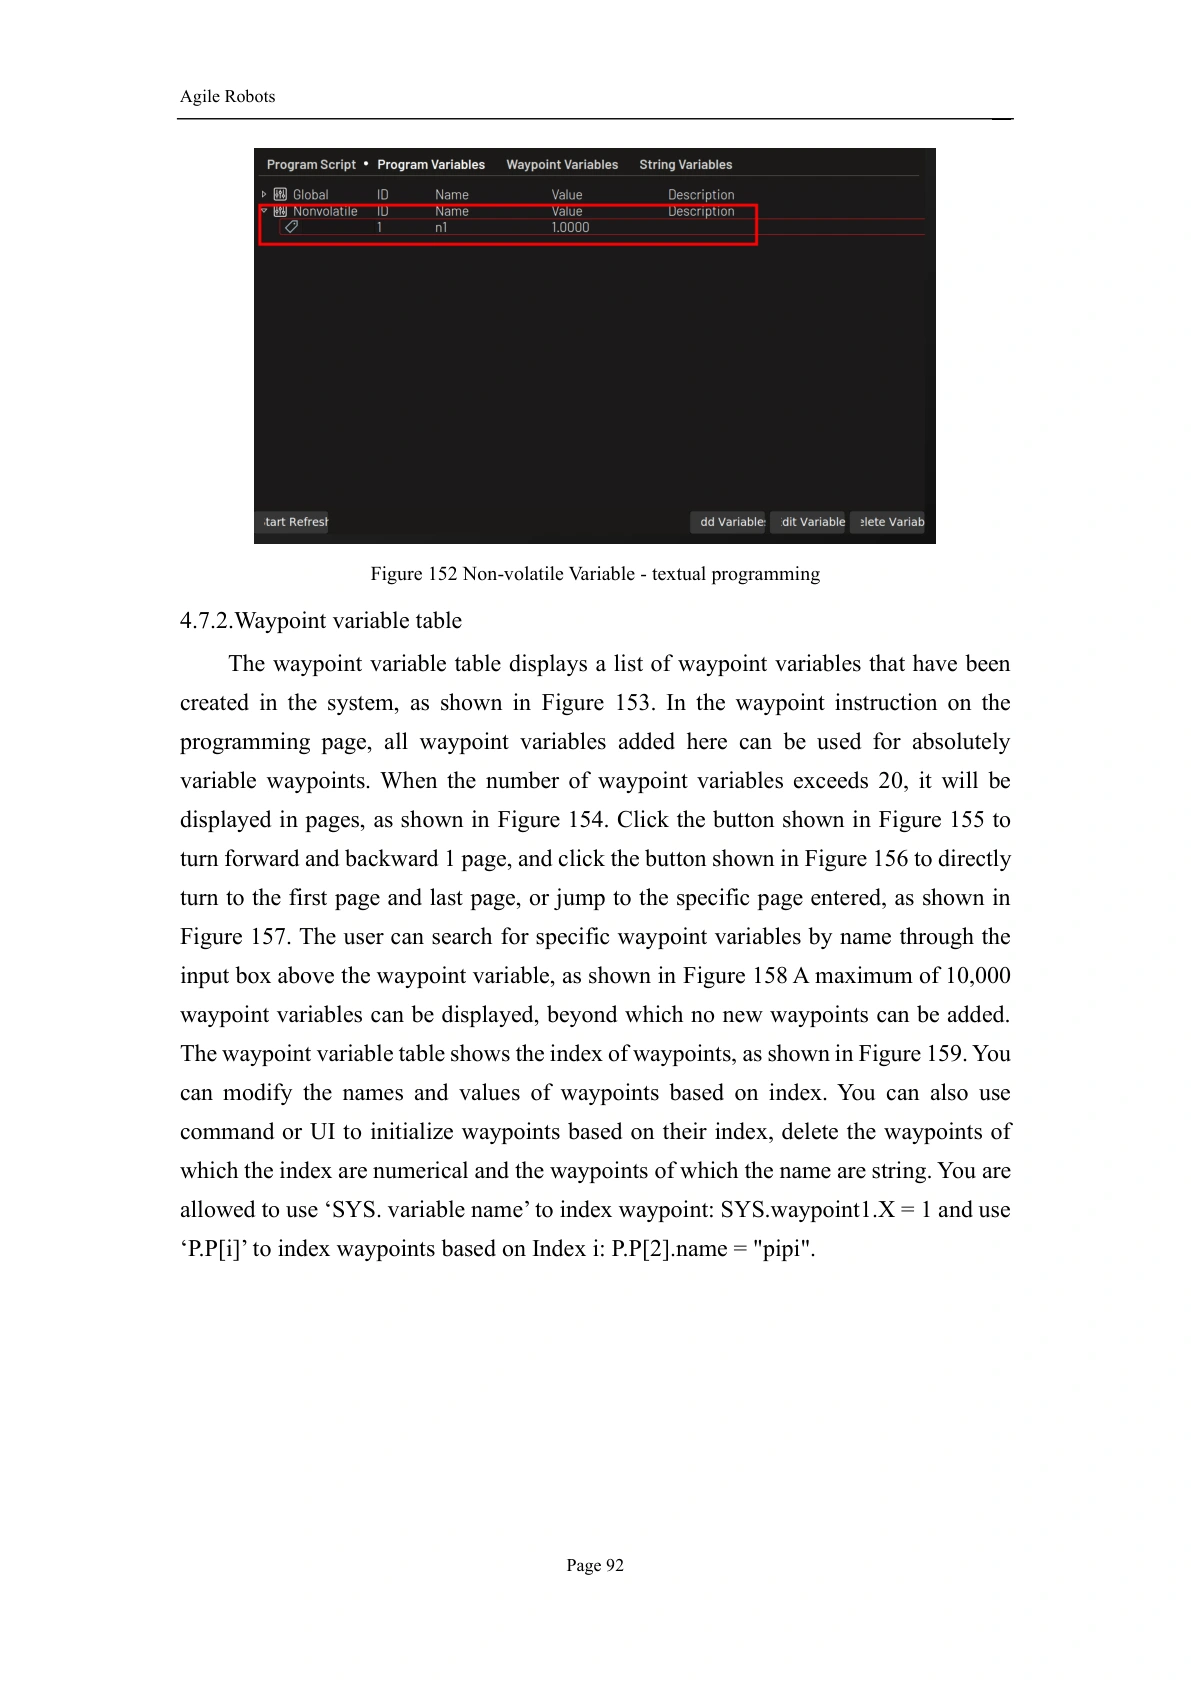 Agile Robots
Program Script • Program Variables Waypoint Variables String Variables
Global ID Name Value Description
Nonvolatile ID Name Value Description
1 n1 1.0000
tart Refresh dd Variable dit Variable elete Variab
Figure 152 Non-volatile Variable - textual programming
4.7.2.Waypoint variable table
The waypoint variable table displays a list of waypoint variables that have been
created in the system, as shown in Figure 153. In the waypoint instruction on the
programming page, all waypoint variables added here can be used for absolutely
variable waypoints. When the number of waypoint variables exceeds 20, it will be
displayed in pages, as shown in Figure 154. Click the button shown in Figure 155 to
turn forward and backward 1 page, and click the button shown in Figure 156 to directly
turn to the first page and last page, or jump to the specific page entered, as shown in
Figure 157. The user can search for specific waypoint variables by name through the
input box above the waypoint variable, as shown in Figure 158 A maximum of 10,000
waypoint variables can be displayed, beyond which no new waypoints can be added.
The waypoint variable table shows the index of waypoints, as shown in Figure 159. You
can modify the names and values of waypoints based on index. You can also use
command or UI to initialize waypoints based on their index, delete the waypoints of
which the index are numerical and the waypoints of which the name are string. You are
allowed to use ‘SYS. variable name’ to index waypoint: SYS.waypoint1.X = 1 and use
‘P.P[i]’ to index waypoints based on Index i: P.P[2].name = "pipi".
Page 92